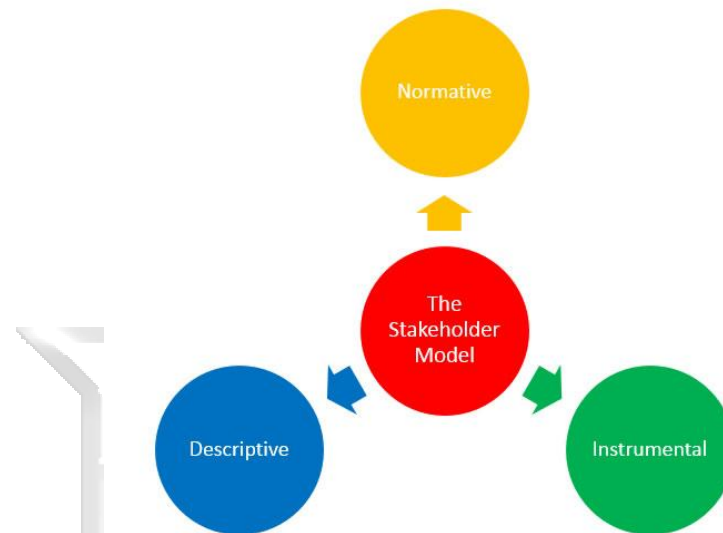 Normative
The
Stakeholder
Model
Descriptive
Instrumental